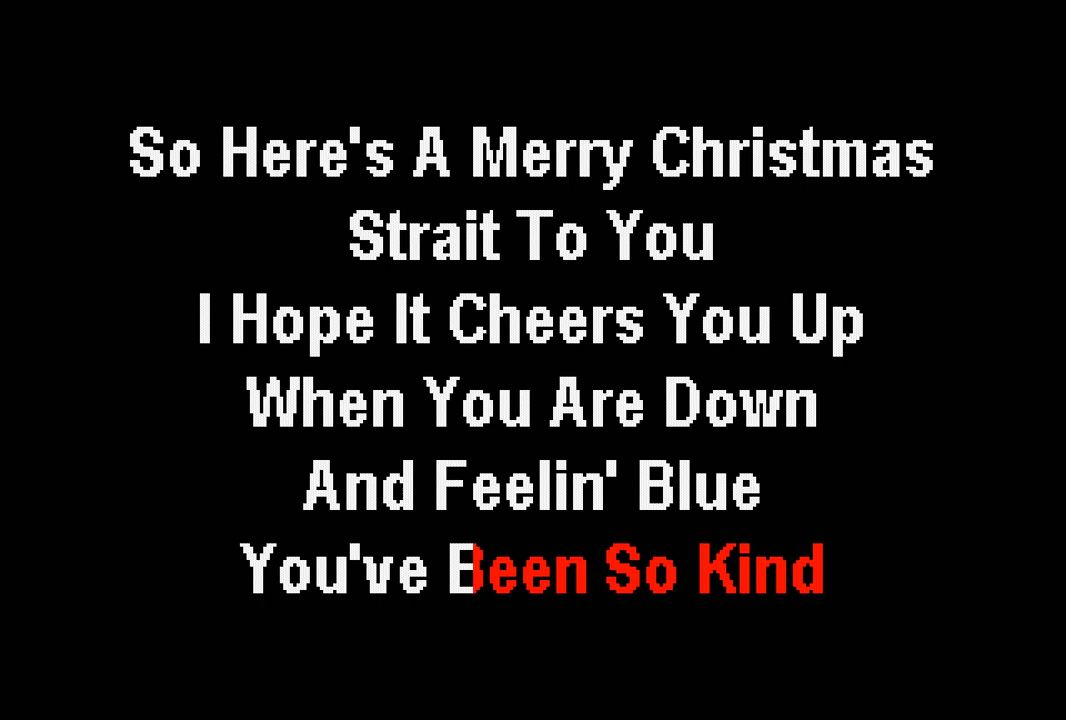 So Here's A Merry Christmas
Strait To You
I Hope It Cheers You Up
When You Are Down
And Feelin' Blue
You've Been So Kind